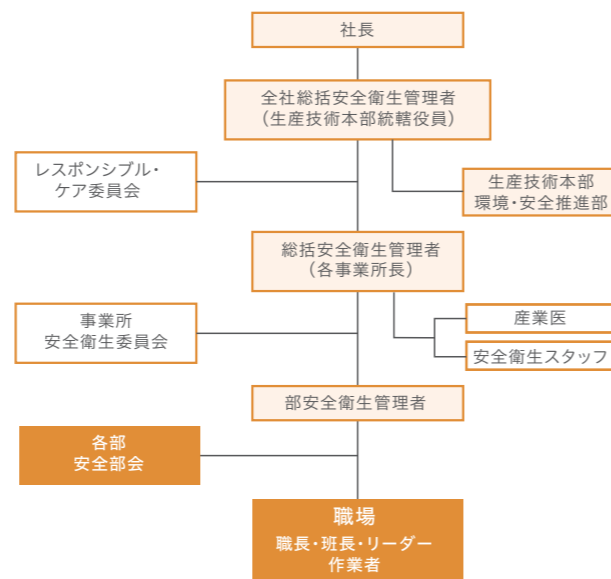 社長
全社総括安全衛生管理者
（生産技術本部統轄役員）
レスポンシブル・
ケア委員会
生産技術本部
環境・安全推進部
総括安全衛生管理者
（各事業所長）
事業所
安全衛生委員会
産業医
安全衛生スタッフ
部安全衛生管理者
各部
安全部会
職場
職長・班長・リーダー
作業者